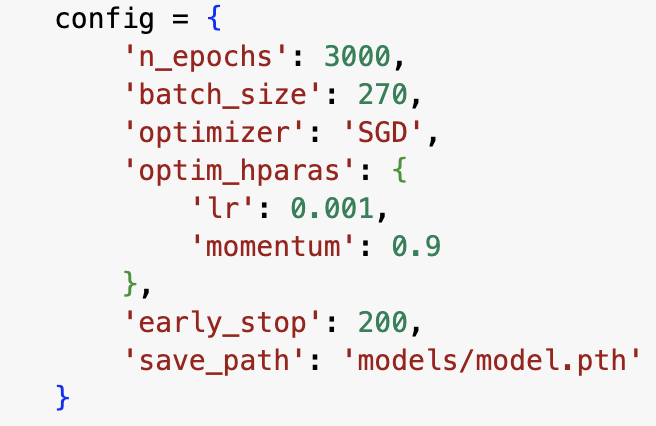 config = {
    'n_epochs': 3000,
    'batch_size': 270,
    'optimizer': 'SGD',
    'optim_hparas': {
        'lr': 0.001,
        'momentum': 0.9
    },
    'early_stop': 200,
    'save_path': 'models/model.pth'
}